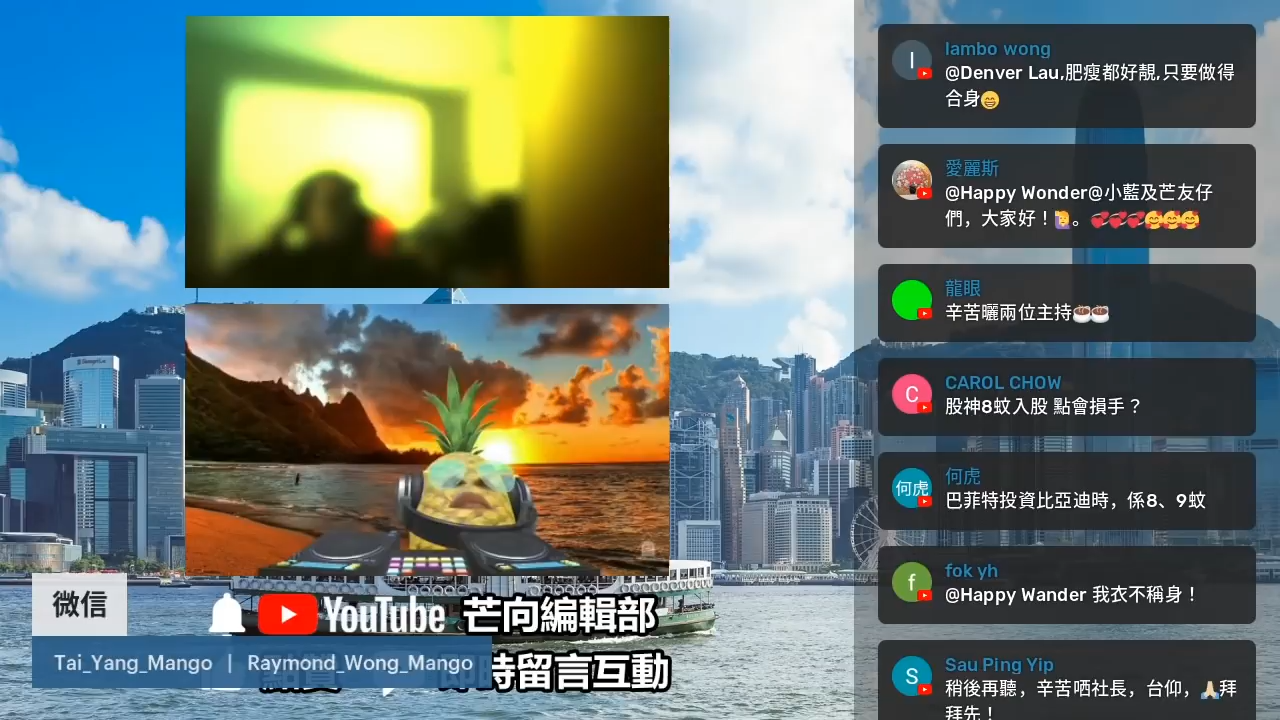 YouTube 芒向編輯部
時留言互動
微信
Tai_Yang_Mango | Raymond_Wong_Mango
I
lambo wong
@Denver Lau,肥瘦都好靚,只要做得
合身😁
愛麗斯
@Happy Wonder@小藍及芒友仔
們，大家好！🙋。💞💞💞🥰🥰🥰
龍眼
辛苦曬兩位主持☕☕
C
CAROL CHOW
股神8蚊入股 點會損手？
何虎
何虎
巴菲特投資比亞迪時，係8、9蚊
f
fok yh
@Happy Wander 我衣不稱身！
S
Sau Ping Yip
稍後再聽，辛苦哂社長，台仰，🙏拜
拜先！